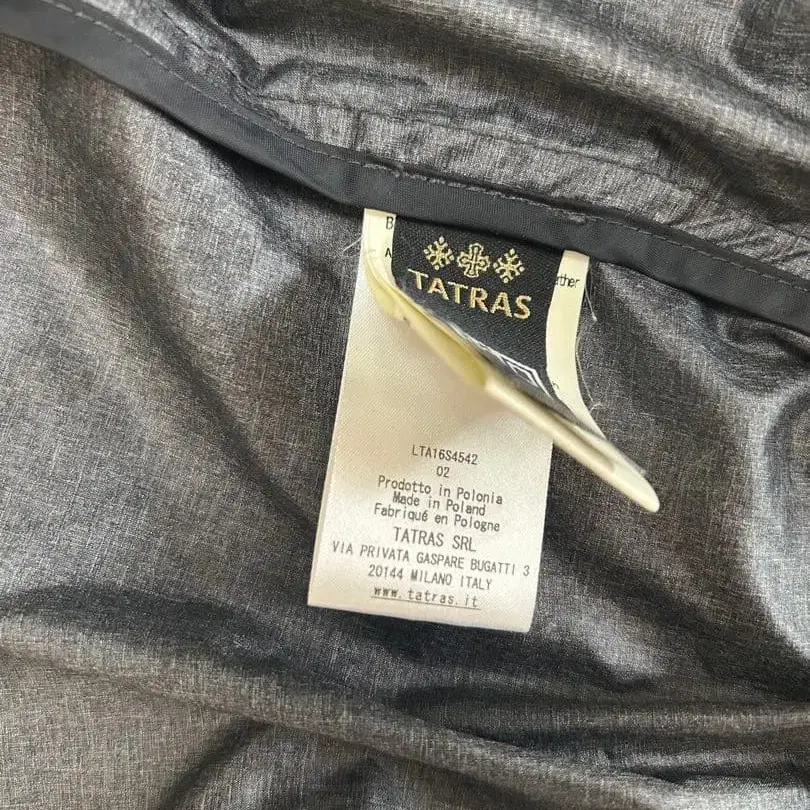 TATRAS
LTA16S4542
02
Prodotto in Polonia
Made in Poland
Fabriqué en Pologne
TATRAS SRL
VIA PRIVATA GASPARE BUGATTI 3
20144 MILANO ITALY
www.tatras.it